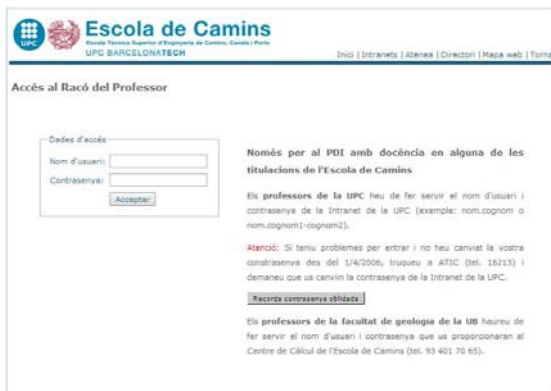 UPC
Escola de Camins
Escola Tècnica Superior d'Enginyeria de Camins, Canals i Ports
UPC BARCELONATECH
Inici | Intranets | Atenea | Directori | Mapa web | Torna
Accés al Racó del Professor
Dades d'accés
Nom d'usuari:
Contrasenya:
Acceptar
Només per al PDI amb docència en alguna de les
titulacions de l'Escola de Camins
Els professors de la UPC heu de fer servir el nom d'usuari i
contrasenya de la Intranet de la UPC (exemple: nom.cognom o
nom.cognom1-cognom2).
Atenció: Si teniu problemes per entrar i no heu canviat la vostra
constrasenya des del 1/4/2006, truqueu a ATIC (tel. 16213) i
demaneu que us canviïn la contrasenya de la Intranet de la UPC.
Recorda contrasenya oblidada
Els professors de la facultat de geologia de la UB haureu de
fer servir el nom d'usuari i contrasenya que us proporcionaran al
Centre de Càlcul de l'Escola de Camins (tel. 93 401 70 65).